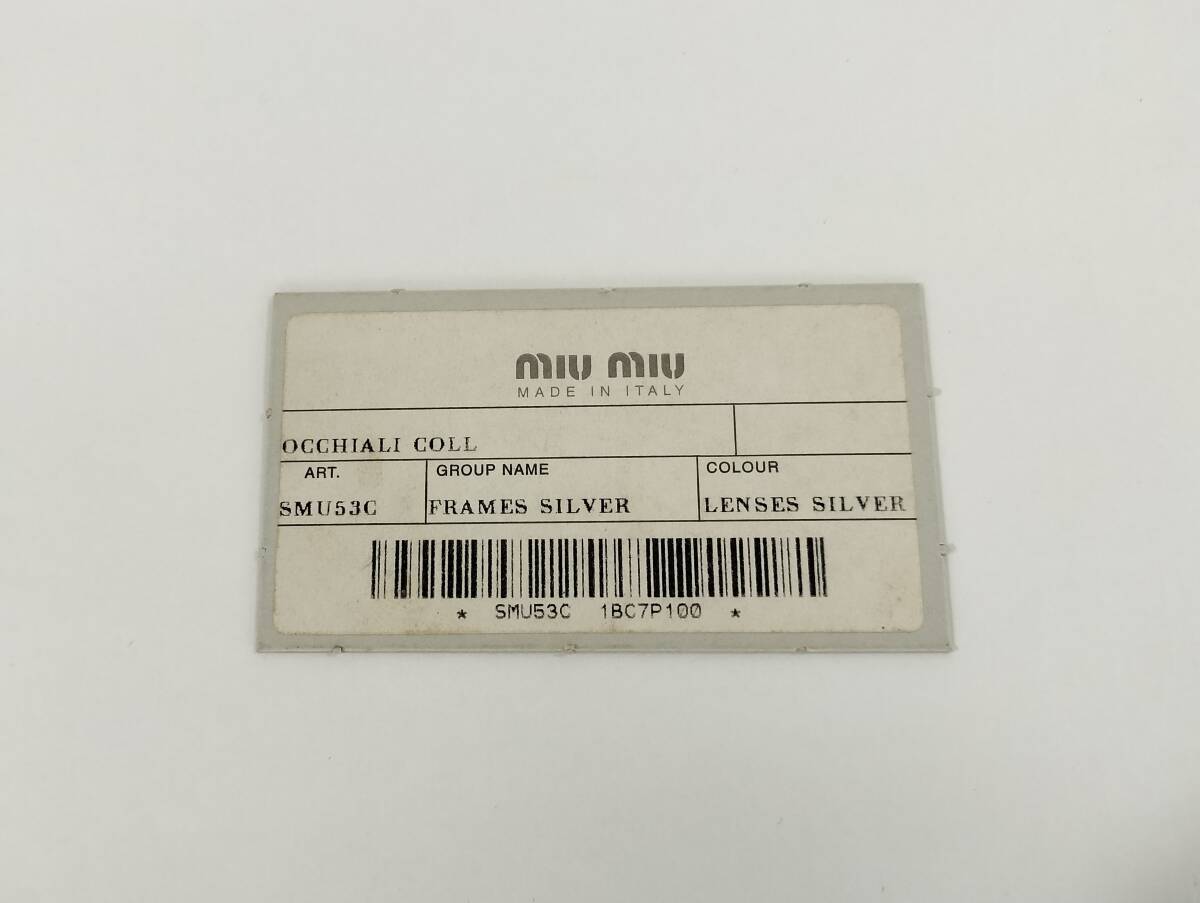 miu miu
MADE IN ITALY
OCCHIALI COLL
ART. GROUP NAME COLOUR
SMU53C FRAMES SILVER LENSES SILVER
* SMU53C 1BC7P100 *